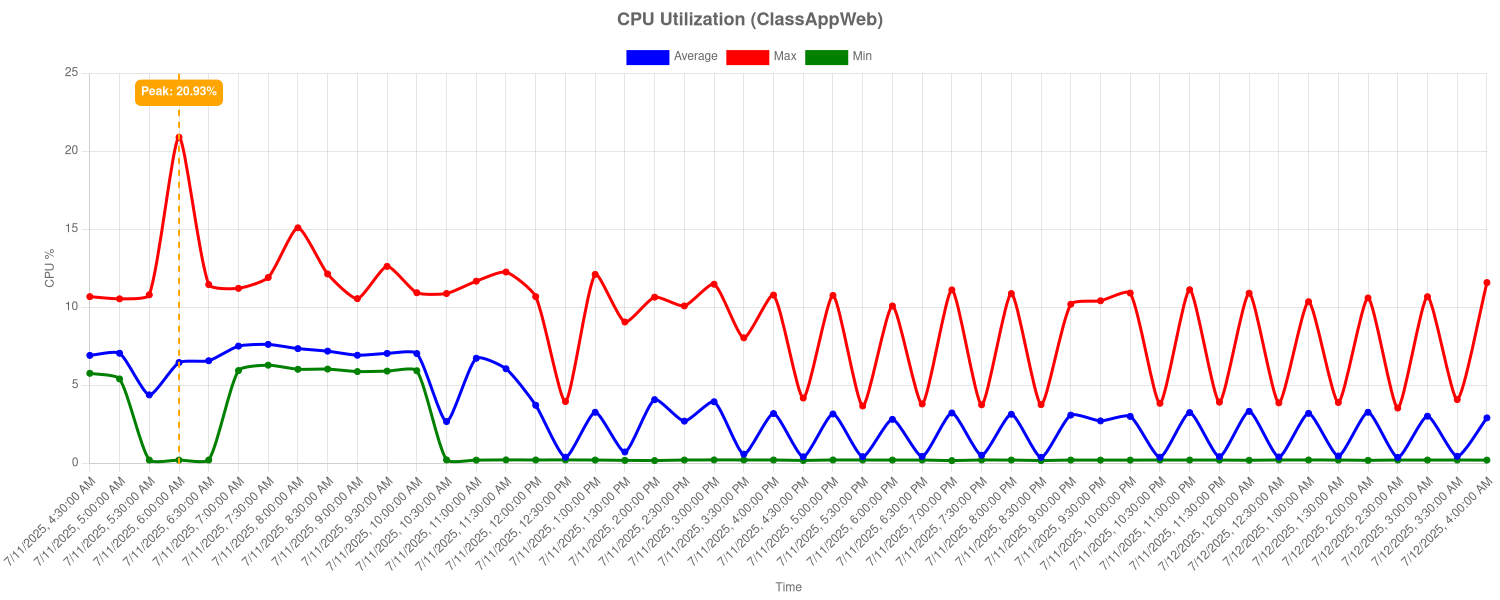 CPU Utilization (ClassAppWeb)
Average Max Min
25
Peak: 20.93%
20
15
CPU %
10
5
0
7/11/2025, 4:30:00 AM
7/11/2025, 5:00:00 AM
7/11/2025, 5:30:00 AM
7/11/2025, 6:00:00 AM
7/11/2025, 6:30:00 AM
7/11/2025, 7:00:00 AM
7/11/2025, 7:30:00 AM
7/11/2025, 8:00:00 AM
7/11/2025, 8:30:00 AM
7/11/2025, 9:00:00 AM
7/11/2025, 9:30:00 AM
7/11/2025, 10:00:00 AM
7/11/2025, 10:30:00 AM
7/11/2025, 11:00:00 AM
7/11/2025, 11:30:00 AM
7/11/2025, 12:00:00 PM
7/11/2025, 12:30:00 PM
7/11/2025, 1:00:00 PM
7/11/2025, 1:30:00 PM
7/11/2025, 2:00:00 PM
7/11/2025, 2:30:00 PM
7/11/2025, 3:00:00 PM
7/11/2025, 3:30:00 PM
7/11/2025, 4:00:00 PM
7/11/2025, 4:30:00 PM
7/11/2025, 5:00:00 PM
7/11/2025, 5:30:00 PM
7/11/2025, 6:00:00 PM
7/11/2025, 6:30:00 PM
7/11/2025, 7:00:00 PM
7/11/2025, 7:30:00 PM
7/11/2025, 8:00:00 PM
7/11/2025, 8:30:00 PM
7/11/2025, 9:00:00 PM
7/11/2025, 9:30:00 PM
7/11/2025, 10:00:00 PM
7/11/2025, 10:30:00 PM
7/11/2025, 11:00:00 PM
7/11/2025, 11:30:00 PM
7/12/2025, 12:00:00 AM
7/12/2025, 12:30:00 AM
7/12/2025, 1:00:00 AM
7/12/2025, 1:30:00 AM
7/12/2025, 2:00:00 AM
7/12/2025, 2:30:00 AM
7/12/2025, 3:00:00 AM
7/12/2025, 3:30:00 AM
7/12/2025, 4:00:00 AM
Time